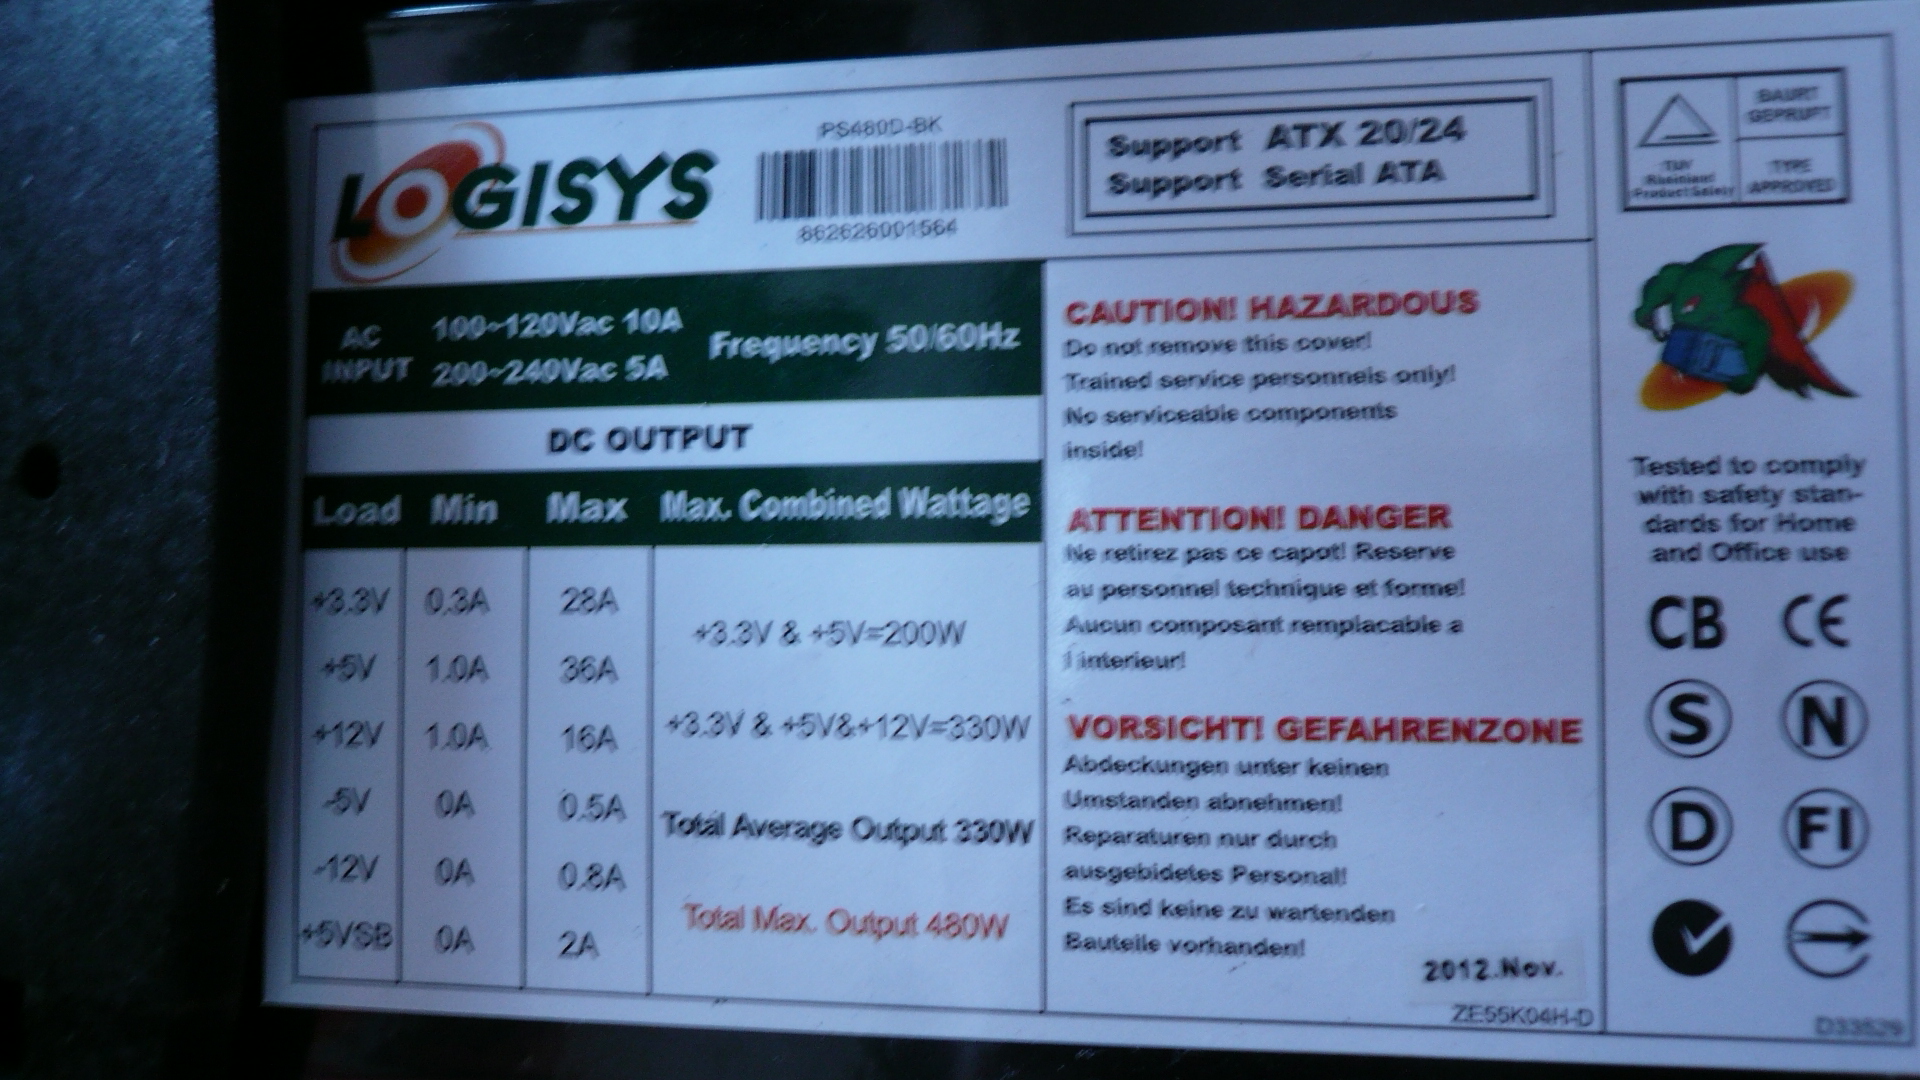 LOGISYS
PS480D-BK
862626001564
Support ATX 20/24
Support Serial ATA
BAURT
GEPRUFT
TUV
Rheinland
Product Safety
TYPE
APPROVED
AC
INPUT
100~120Vac 10A
200~240Vac 5A
Frequency 50/60Hz
DC OUTPUT
Load Min Max Max. Combined Wattage
+3.3V 0.3A 28A
+5V 1.0A 36A
+12V 1.0A 16A
-5V 0A 0.5A
-12V 0A 0.8A
+5VSB 0A 2A
+3.3V & +5V=200W
+3.3V & +5V&+12V=330W
Total Average Output 330W
Total Max. Output 480W
CAUTION! HAZARDOUS
Do not remove this cover!
Trained service personnels only!
No serviceable components
inside!
ATTENTION! DANGER
Ne retirez pas ce capot! Reserve
au personnel technique et forme!
Aucun composant remplacable a
l interieur!
VORSICHT! GEFAHRENZONE
Abdeckungen unter keinen
Umstanden abnehmen!
Reparaturen nur durch
ausgebidetes Personal!
Es sind keine zu wartenden
Bauteile vorhanden!
2012.Nov.
ZE55K04H-D
Tested to comply
with safety stan-
dards for Home
and Office use
CB CE
S N
D FI
D33529